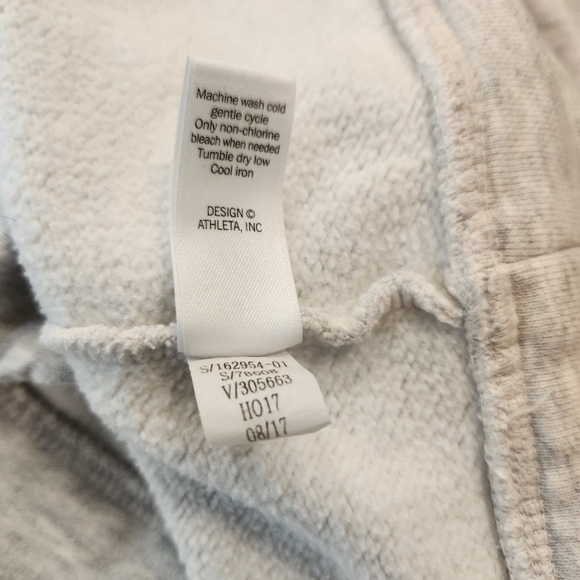 Machine wash cold
gentle cycle
Only non-chlorine
bleach when needed
Tumble dry low
Cool iron
DESIGN ©
ATHLETA, INC
S/162954-01
V/305663
HO17
08/17